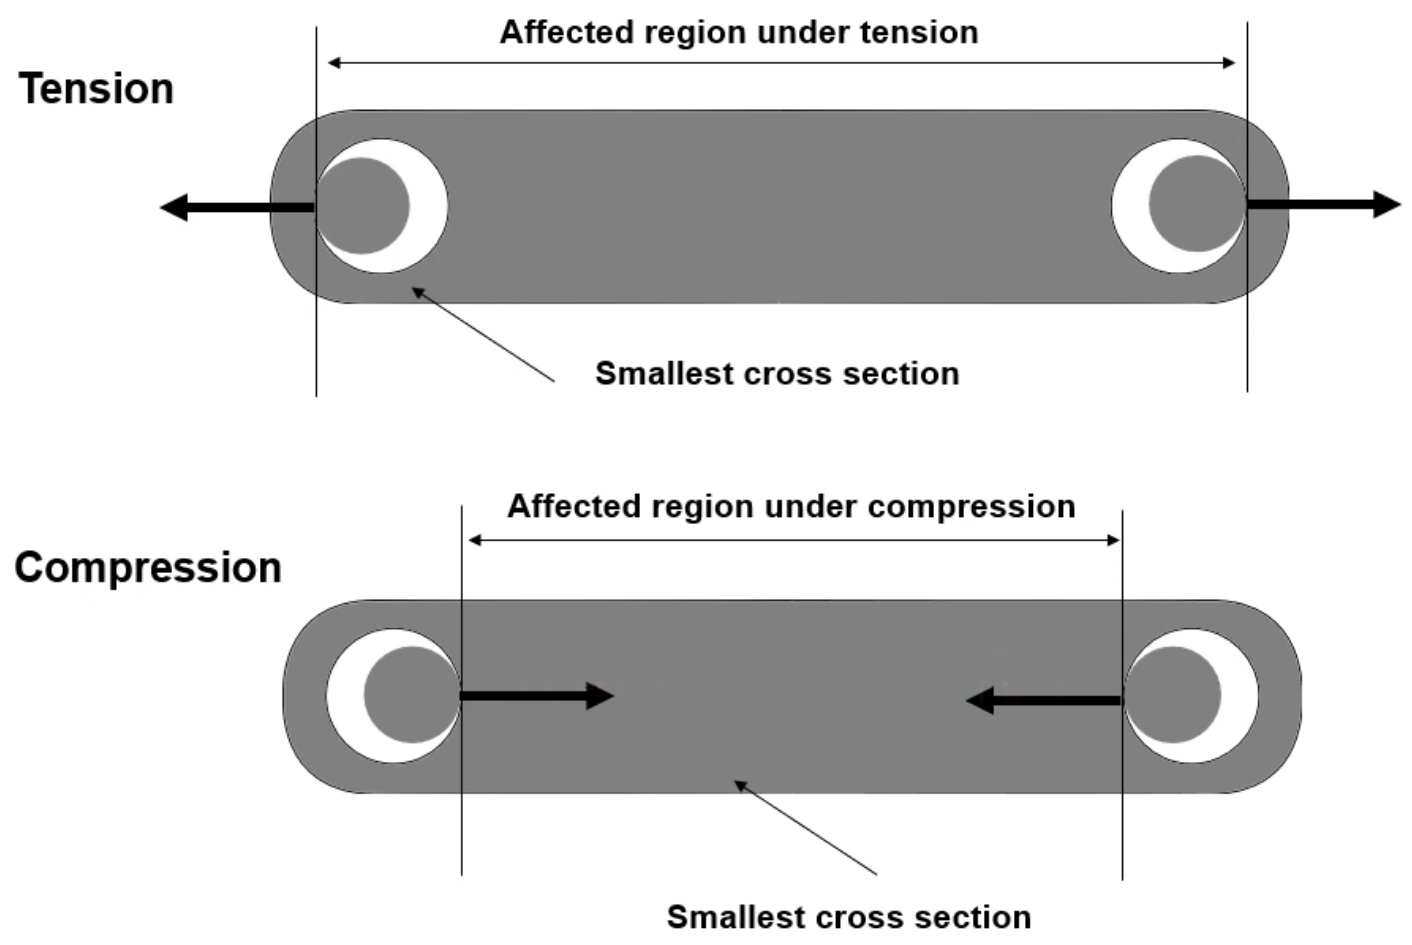 Affected region under tension
Tension
Smallest cross section
Affected region under compression
Compression
Smallest cross section